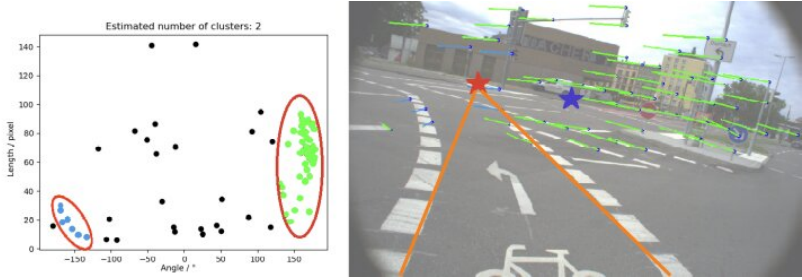 Estimated number of clusters: 2
Length / pixel
140
120
100
80
60
40
20
0
−150 −100 −50 0 50 100 150
Angle / °